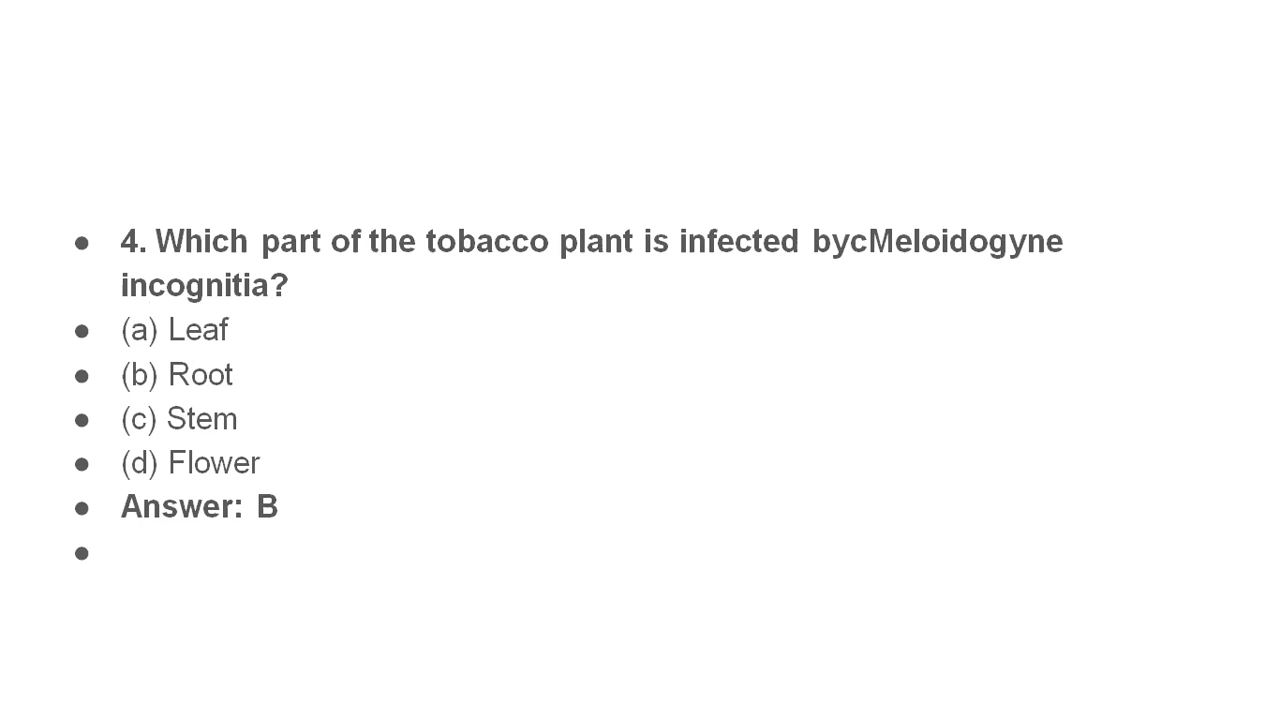 ● 4. Which part of the tobacco plant is infected bycMeloidogyne
incognitia?
● (a) Leaf
● (b) Root
● (c) Stem
● (d) Flower
● Answer: B
●